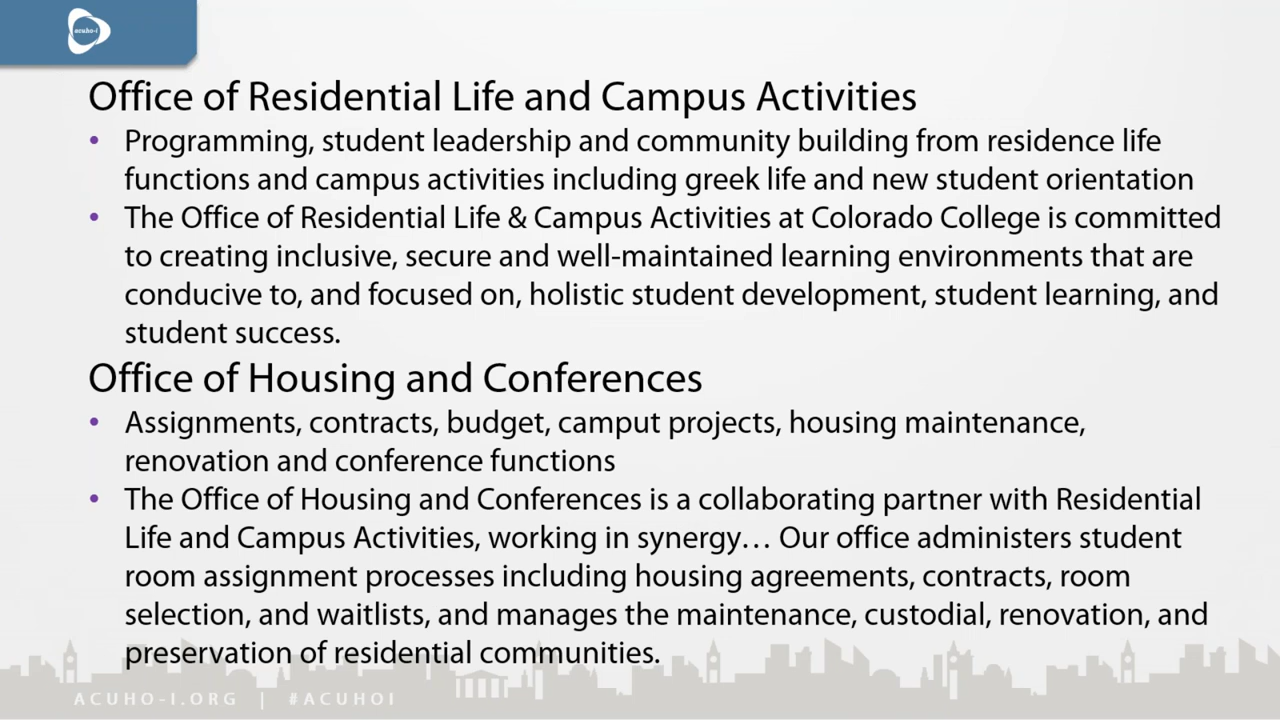 acuho-i
Office of Residential Life and Campus Activities
• Programming, student leadership and community building from residence life
functions and campus activities including greek life and new student orientation
• The Office of Residential Life & Campus Activities at Colorado College is committed
to creating inclusive, secure and well-maintained learning environments that are
conducive to, and focused on, holistic student development, student learning, and
student success.
Office of Housing and Conferences
• Assignments, contracts, budget, camput projects, housing maintenance,
renovation and conference functions
• The Office of Housing and Conferences is a collaborating partner with Residential
Life and Campus Activities, working in synergy… Our office administers student
room assignment processes including housing agreements, contracts, room
selection, and waitlists, and manages the maintenance, custodial, renovation, and
preservation of residential communities.
ACUHO-I.ORG | #ACUHOI